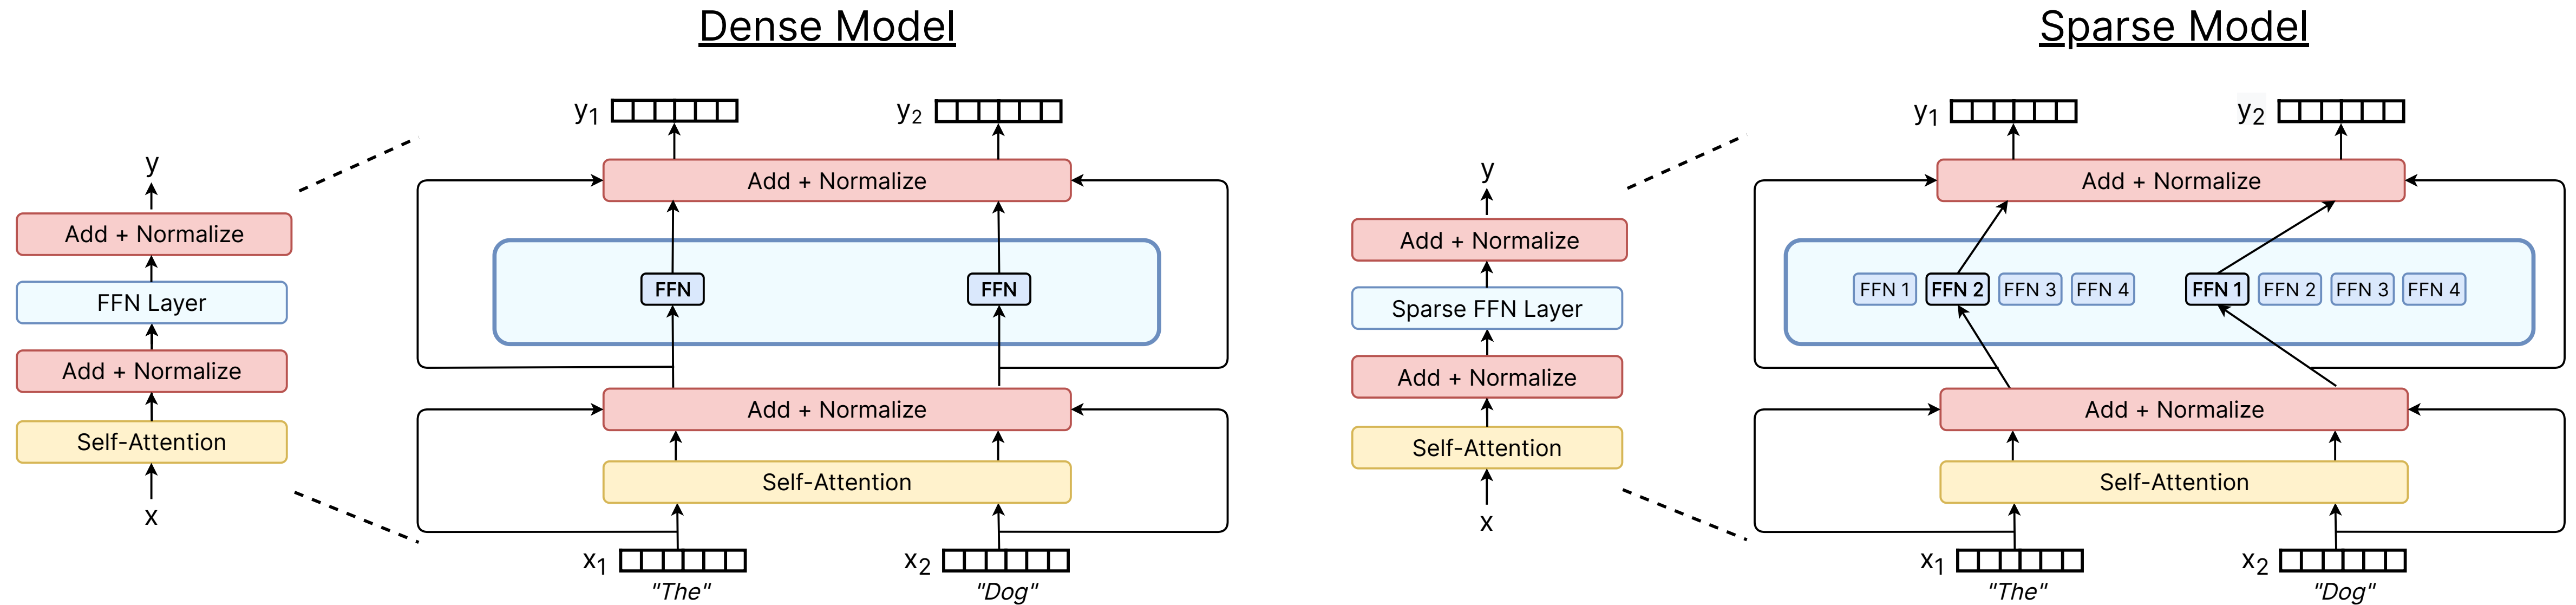 Dense Model
y
Add + Normalize
FFN Layer
Add + Normalize
Self-Attention
x
y1 y2
Add + Normalize
FFN FFN
Add + Normalize
Self-Attention
x1 x2
"The" "Dog"
Sparse Model
y
Add + Normalize
Sparse FFN Layer
Add + Normalize
Self-Attention
x
y1 y2
Add + Normalize
FFN 1 FFN 2 FFN 3 FFN 4 FFN 1 FFN 2 FFN 3 FFN 4
Add + Normalize
Self-Attention
x1 x2
"The" "Dog"